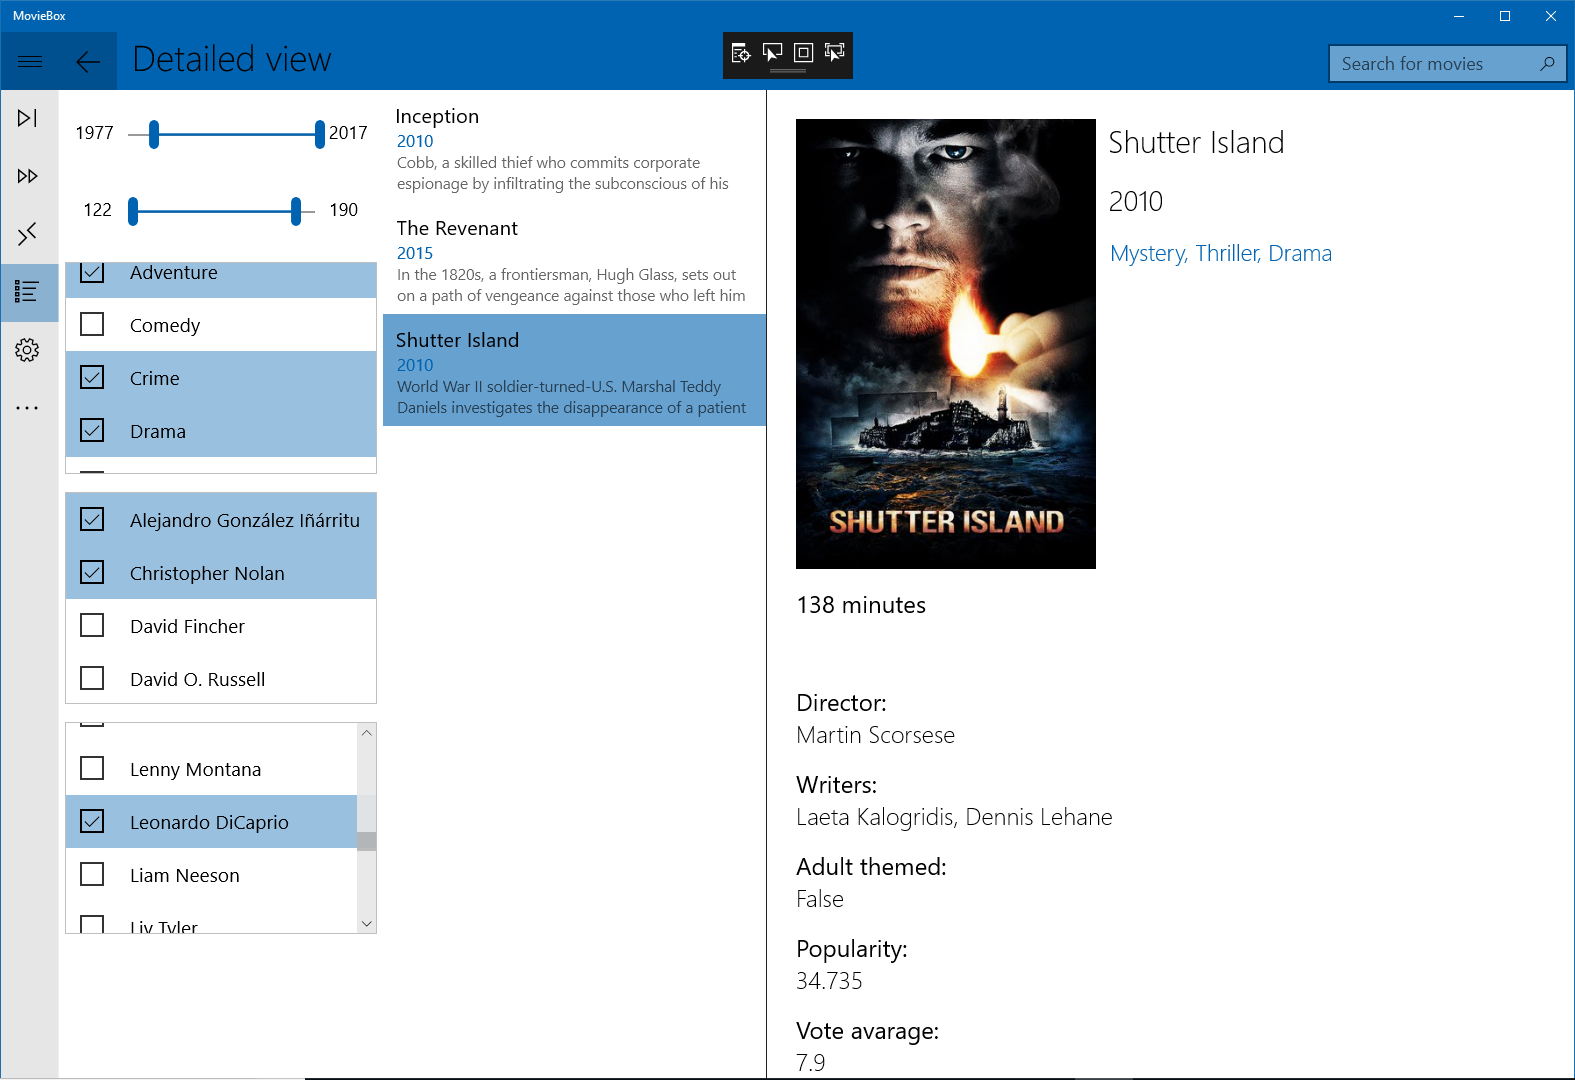 MovieBox
Detailed view
Search for movies
1977
2017
122
190
Adventure
Comedy
Crime
Drama
Alejandro González Iñárritu
Christopher Nolan
David Fincher
David O. Russell
Lenny Montana
Leonardo DiCaprio
Liam Neeson
Liv Tyler
Inception
2010
Cobb, a skilled thief who commits corporate
espionage by infiltrating the subconscious of his
The Revenant
2015
In the 1820s, a frontiersman, Hugh Glass, sets out
on a path of vengeance against those who left him
Shutter Island
2010
World War II soldier-turned-U.S. Marshal Teddy
Daniels investigates the disappearance of a patient
SHUTTER ISLAND
Shutter Island
2010
Mystery, Thriller, Drama
138 minutes
Director:
Martin Scorsese
Writers:
Laeta Kalogridis, Dennis Lehane
Adult themed:
False
Popularity:
34.735
Vote avarage:
7.9